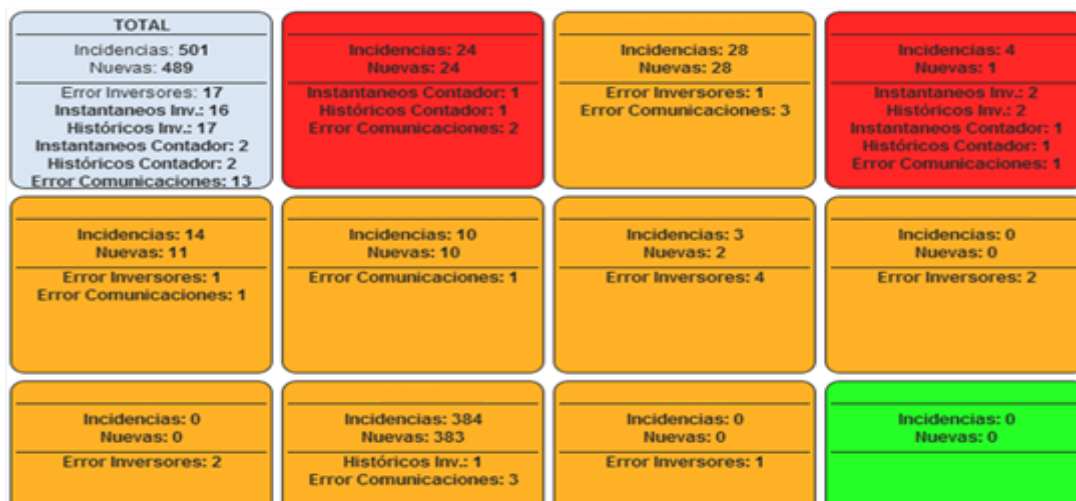 TOTAL
Incidencias: 501
Nuevas: 489
Error Inversores: 17
Instantaneos Inv.: 16
Históricos Inv.: 17
Instantaneos Contador: 2
Históricos Contador: 2
Error Comunicaciones: 13
Incidencias: 24
Nuevas: 24
Instantaneos Contador: 1
Históricos Contador: 1
Error Comunicaciones: 2
Incidencias: 28
Nuevas: 28
Error Inversores: 1
Error Comunicaciones: 3
Incidencias: 4
Nuevas: 1
Instantaneos Inv.: 2
Históricos Inv.: 2
Instantaneos Contador: 1
Históricos Contador: 1
Error Comunicaciones: 1
Incidencias: 14
Nuevas: 11
Error Inversores: 1
Error Comunicaciones: 1
Incidencias: 10
Nuevas: 10
Error Comunicaciones: 1
Incidencias: 3
Nuevas: 2
Error Inversores: 4
Incidencias: 0
Nuevas: 0
Error Inversores: 2
Incidencias: 0
Nuevas: 0
Error Inversores: 2
Incidencias: 384
Nuevas: 383
Históricos Inv.: 1
Error Comunicaciones: 3
Incidencias: 0
Nuevas: 0
Error Inversores: 1
Incidencias: 0
Nuevas: 0